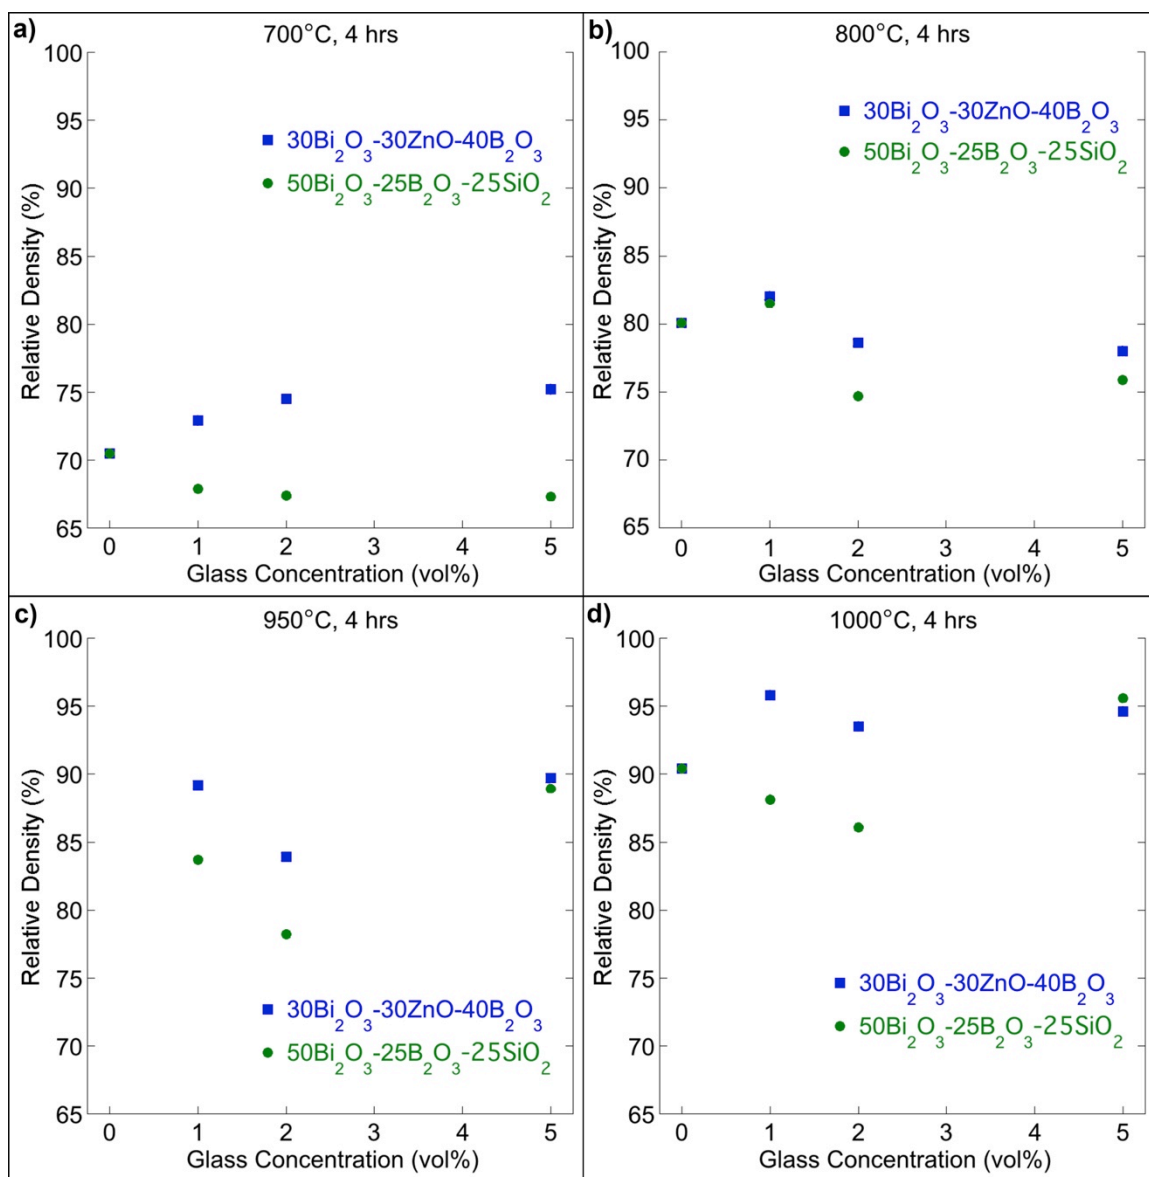 a)
700°C, 4 hrs
100
95
90
85
80
75
70
65
Relative Density (%)
30Bi₂O₃-30ZnO-40B₂O₃
50Bi₂O₃-25B₂O₃-25SiO₂
0 1 2 3 4 5
Glass Concentration (vol%)
b)
800°C, 4 hrs
100
95
90
85
80
75
70
65
Relative Density (%)
30Bi₂O₃-30ZnO-40B₂O₃
50Bi₂O₃-25B₂O₃-25SiO₂
0 1 2 3 4 5
Glass Concentration (vol%)
c)
950°C, 4 hrs
100
95
90
85
80
75
70
65
Relative Density (%)
30Bi₂O₃-30ZnO-40B₂O₃
50Bi₂O₃-25B₂O₃-25SiO₂
0 1 2 3 4 5
Glass Concentration (vol%)
d)
1000°C, 4 hrs
100
95
90
85
80
75
70
65
Relative Density (%)
30Bi₂O₃-30ZnO-40B₂O₃
50Bi₂O₃-25B₂O₃-25SiO₂
0 1 2 3 4 5
Glass Concentration (vol%)